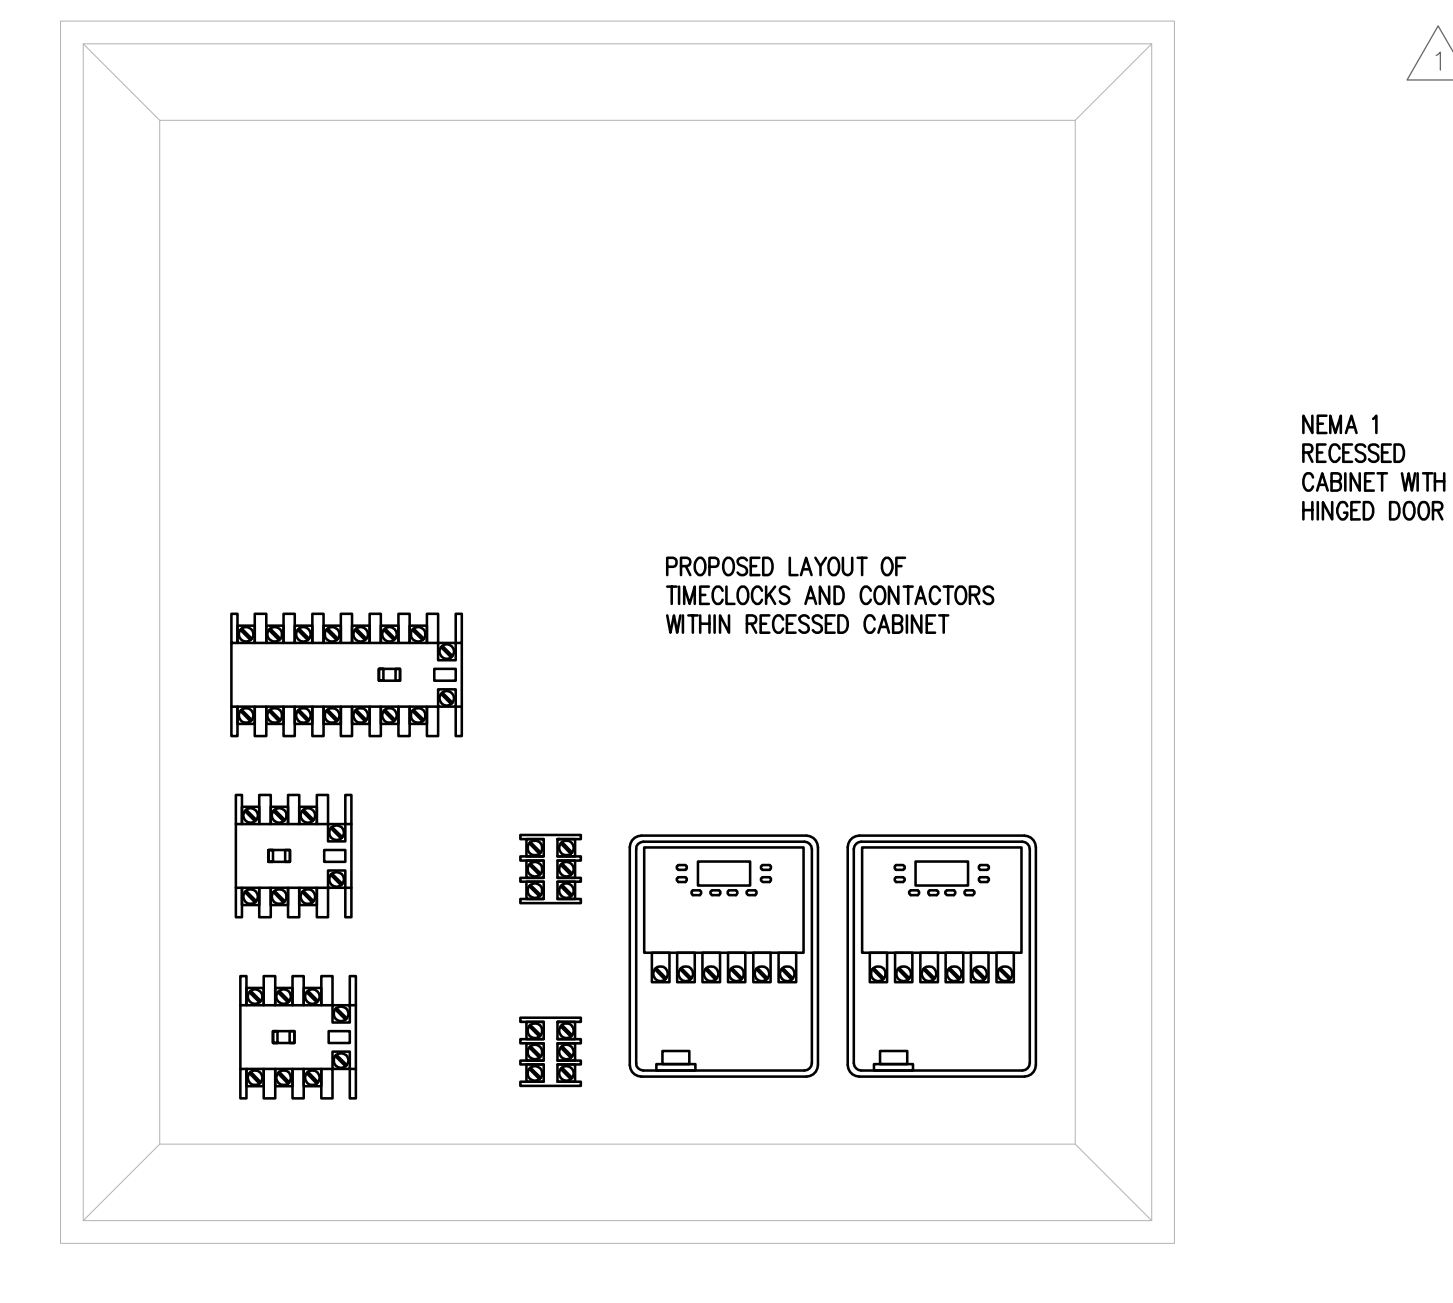 1
NEMA 1
RECESSED
CABINET WITH
HINGED DOOR
PROPOSED LAYOUT OF
TIMECLOCKS AND CONTACTORS
WITHIN RECESSED CABINET